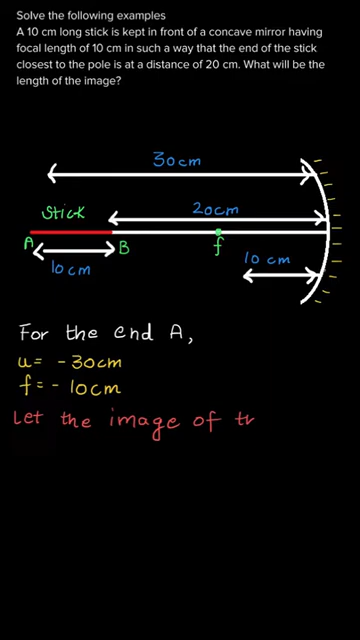 Solve the following examples
A 10 cm long stick is kept in front of a concave mirror having
focal length of 10 cm in such a way that the end of the stick
closest to the pole is at a distance of 20 cm. What will be the
length of the image?
30cm
Stick
20cm
A
B
f
10 cm
10 cm
For the end A,
u= -30cm
f= - 10cm
Let the image of tr